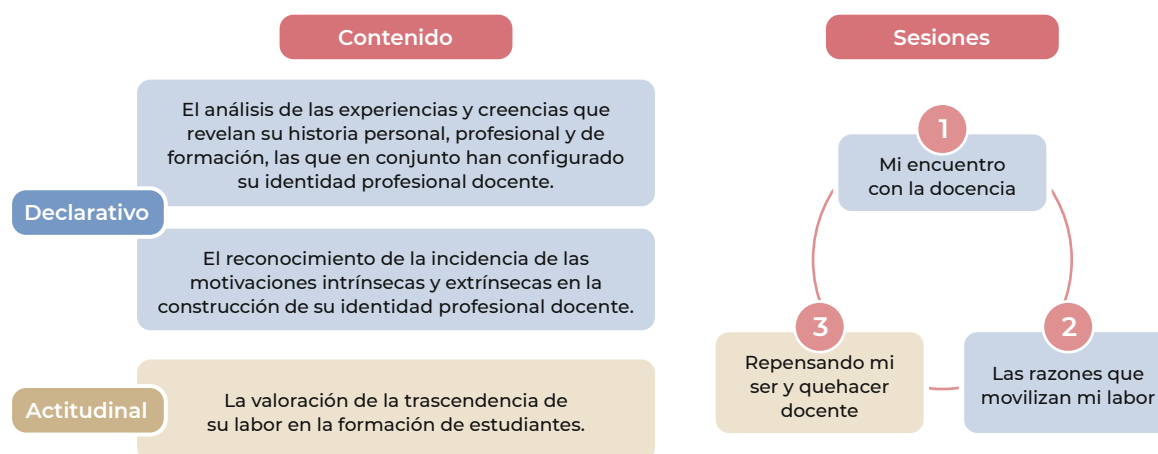 Contenido
El análisis de las experiencias y creencias que
revelan su historia personal, profesional y de
formación, las que en conjunto han configurado
su identidad profesional docente.
Declarativo
El reconocimiento de la incidencia de las
motivaciones intrínsecas y extrínsecas en la
construcción de su identidad profesional docente.
Actitudinal
La valoración de la trascendencia de
su labor en la formación de estudiantes.
Sesiones
1
Mi encuentro
con la docencia
3
Repensando mi
ser y quehacer
docente
2
Las razones que
movilizan mi labor